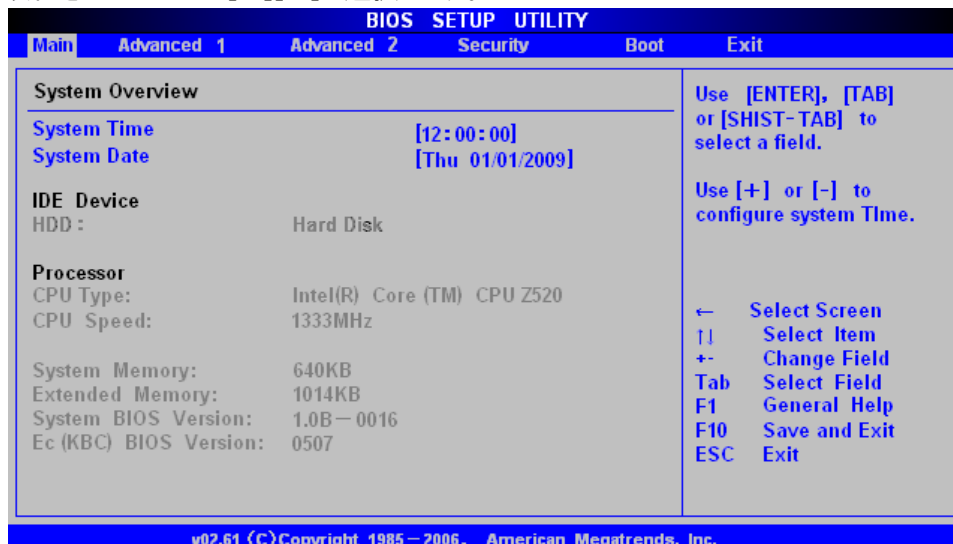 BIOS SETUP UTILITY
Main Advanced 1 Advanced 2 Security Boot Exit
System Overview
System Time [12:00:00]
System Date [Thu 01/01/2009]
IDE Device
HDD: Hard Disk
Processor
CPU Type: Intel(R) Core (TM) CPU Z520
CPU Speed: 1333MHz
System Memory: 640KB
Extended Memory: 1014KB
System BIOS Version: 1.0B-0016
Ec (KBC) BIOS Version: 0507
Use [ENTER], [TAB]
or [SHIST-TAB] to
select a field.
Use [+] or [-] to
configure system TIme.
← Select Screen
↑↓ Select Item
+- Change Field
Tab Select Field
F1 General Help
F10 Save and Exit
ESC Exit
v02.61 (C)Copyright 1985-2006, American Megatrends, Inc.